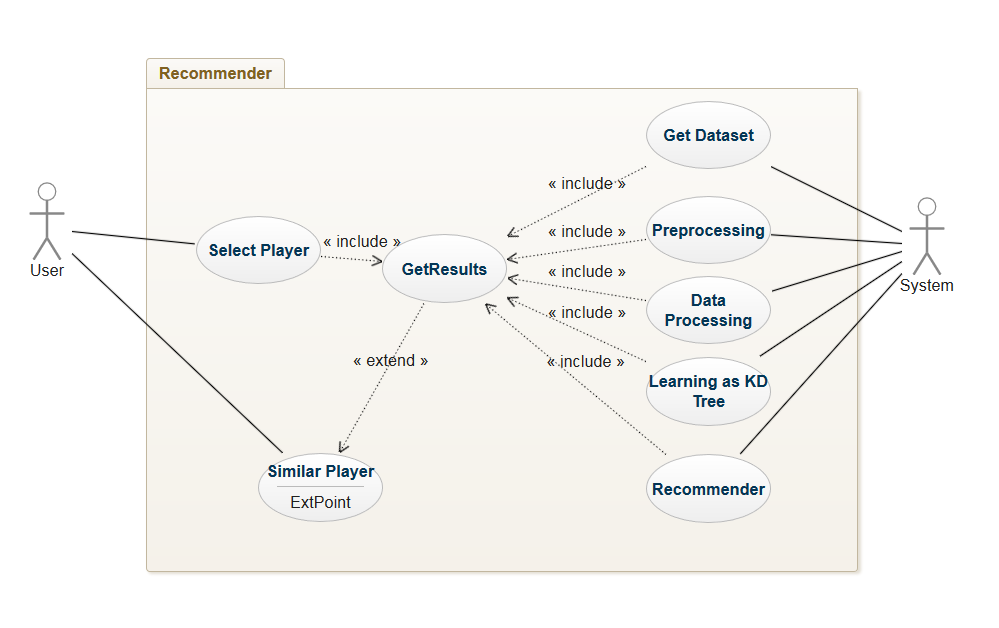 Recommender
Get Dataset
« include »
Preprocessing
« include »
Select Player
« include »
GetResults
« include »
User
System
Data
Processing
« include »
« extend »
« include »
Learning as KD
Tree
Similar Player
ExtPoint
Recommender